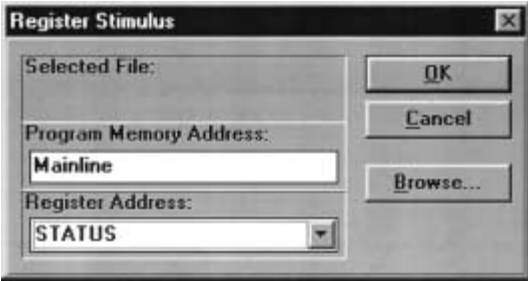 Register Stimulus
Selected File:
OK
Program Memory Address:
Cancel
Mainline
Browse...
Register Address:
STATUS